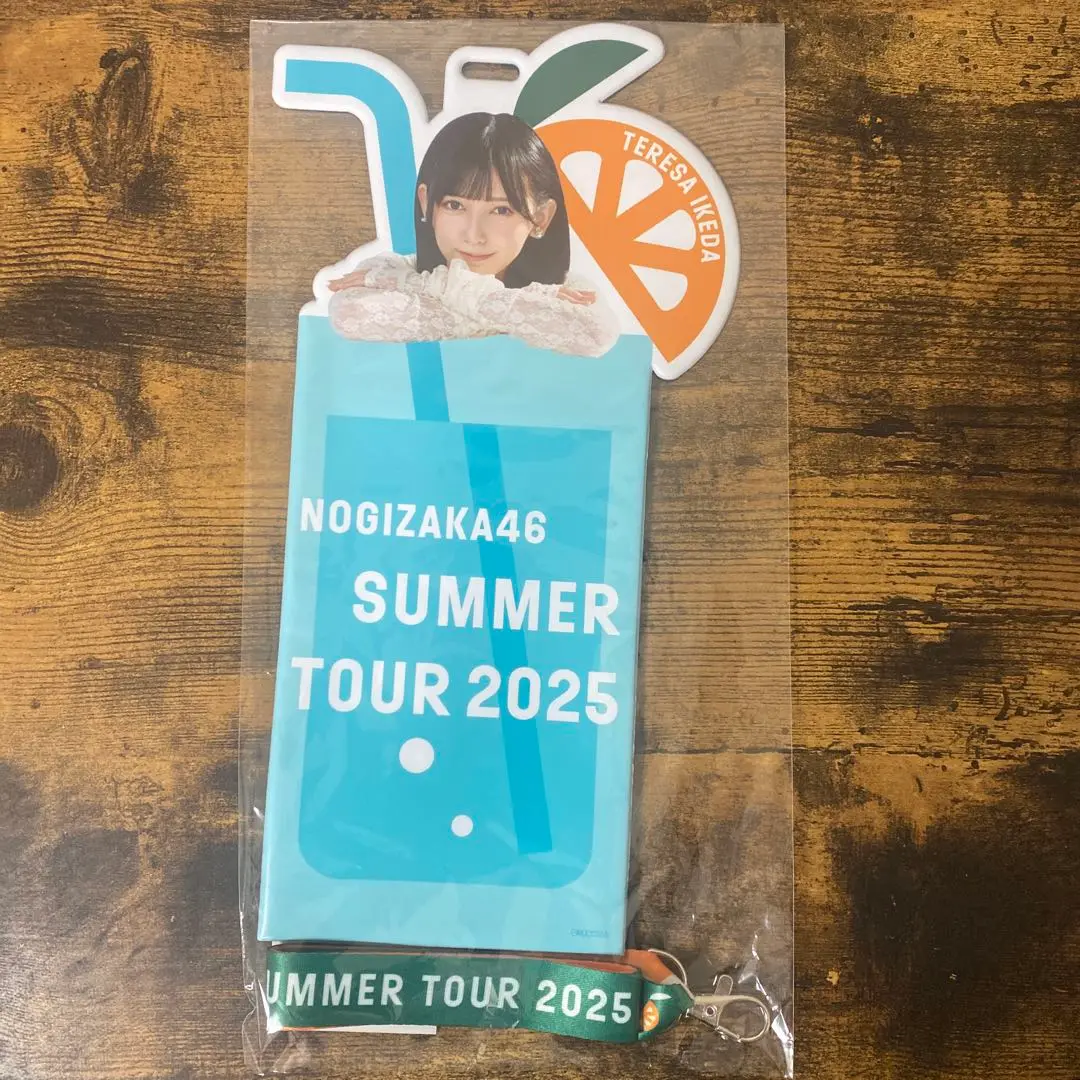 TERESA IKEDA
NOGIZAKA46
SUMMER
TOUR 2025
UMMER TOUR 2025